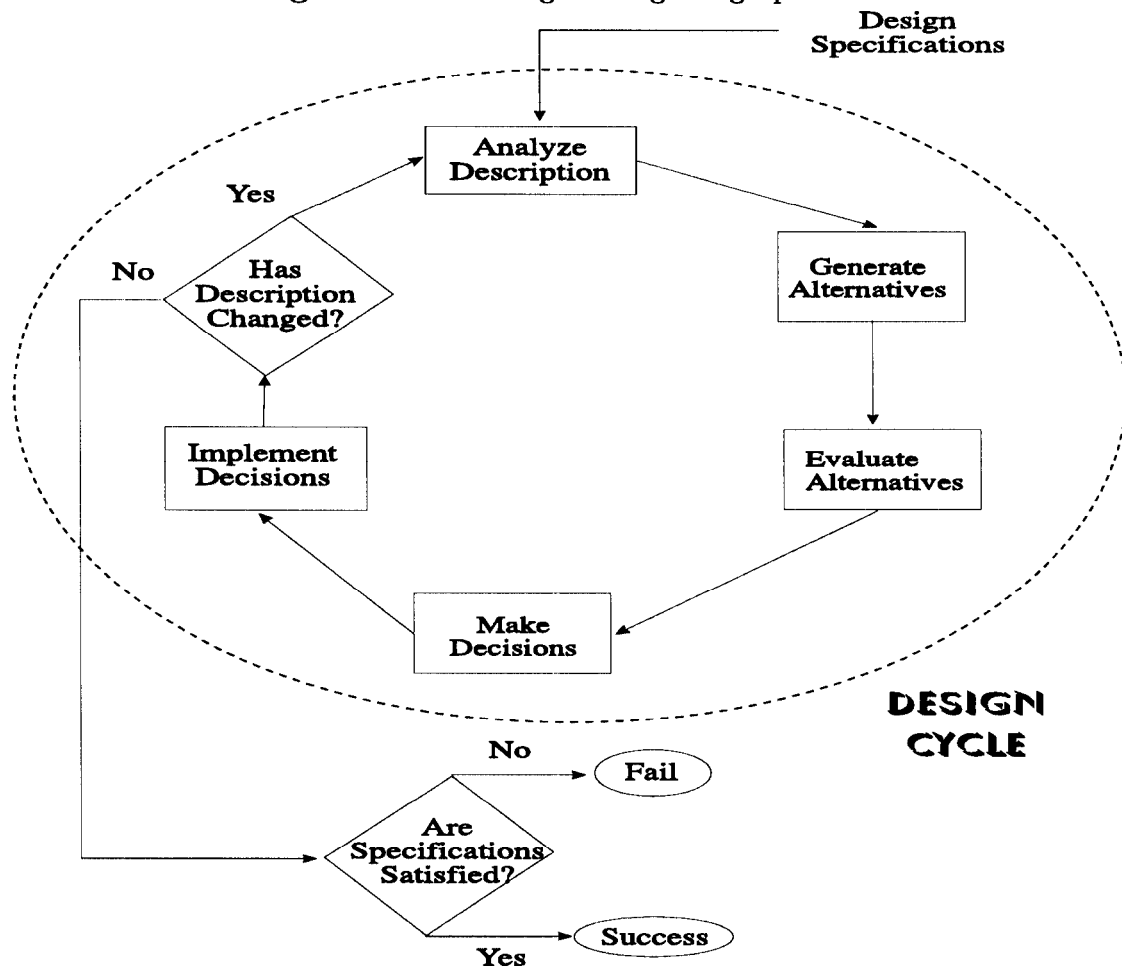 Design
Specifications
Analyze
Description
Yes
No
Has
Description
Changed?
Generate
Alternatives
Implement
Decisions
Evaluate
Alternatives
Make
Decisions
DESIGN
CYCLE
No
Fail
Are
Specifications
Satisfied?
Yes
Success